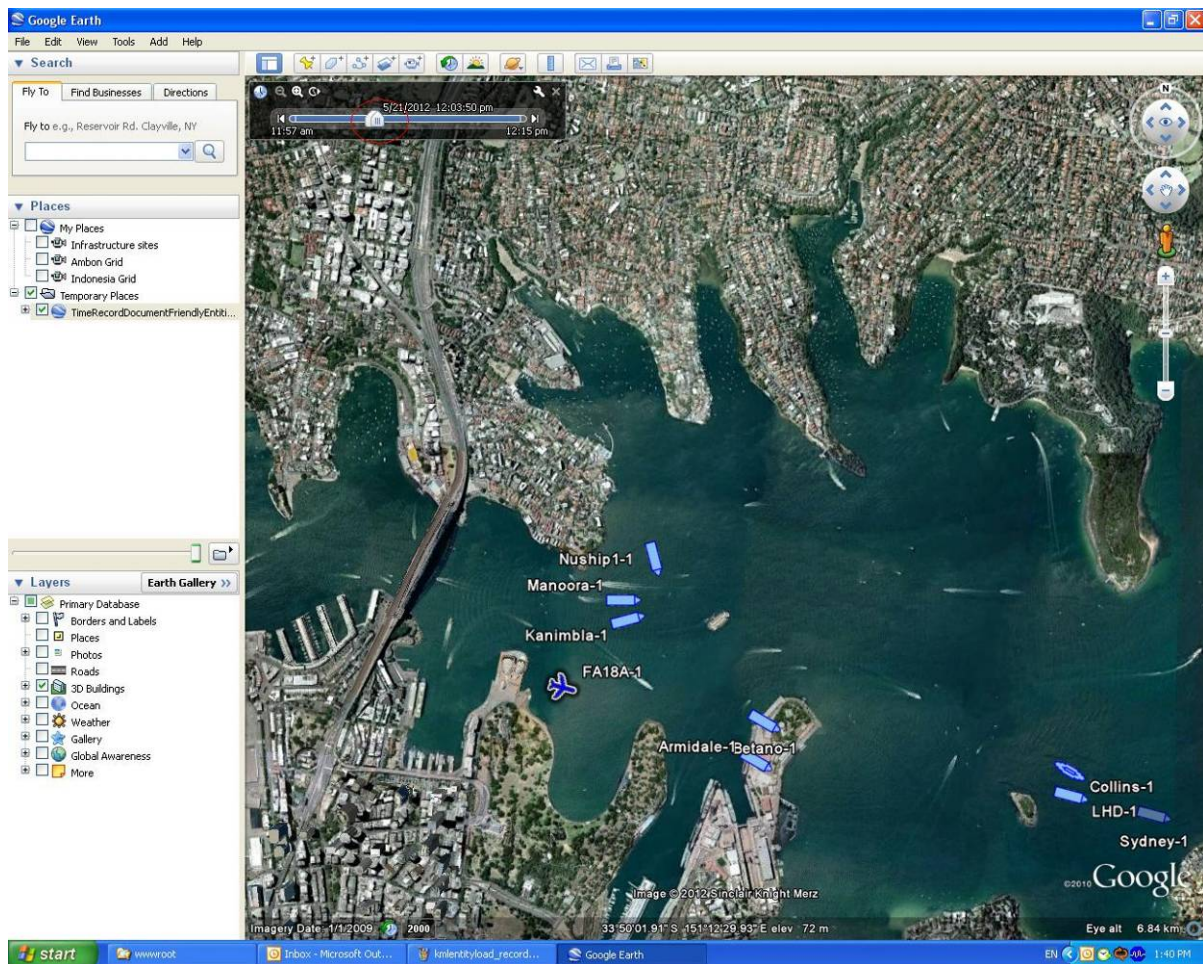 Google Earth
File Edit View Tools Add Help
Search
Fly To Find Businesses Directions
Fly to e.g., Reservoir Rd. Clayville, NY
Places
My Places
Infrastructure sites
Ambon Grid
Indonesia Grid
Temporary Places
TimeRecordDocumentFriendlyEntiti...
Layers Earth Gallery >>
Primary Database
Borders and Labels
Places
Photos
Roads
3D Buildings
Ocean
Weather
Gallery
Global Awareness
More
5/21/2012 12:03:50 pm
11:57 am 12:15 pm
N
Nuship1-1
Manoora-1
Kanimbla-1
FA18A-1
Armidale-1 Betano-1
Collins-1
LHD-1
Sydney-1
Image © 2012 Sinclair Knight Merz
©2010 Google
Imagery Date 1/1/2009 2000 33°50'01.91" S 151°12'29.93" E elev 72 m Eye alt 6.84 km
start wwwroot Inbox - Microsoft Out... kmlentityload_record... Google Earth EN 1:40 PM